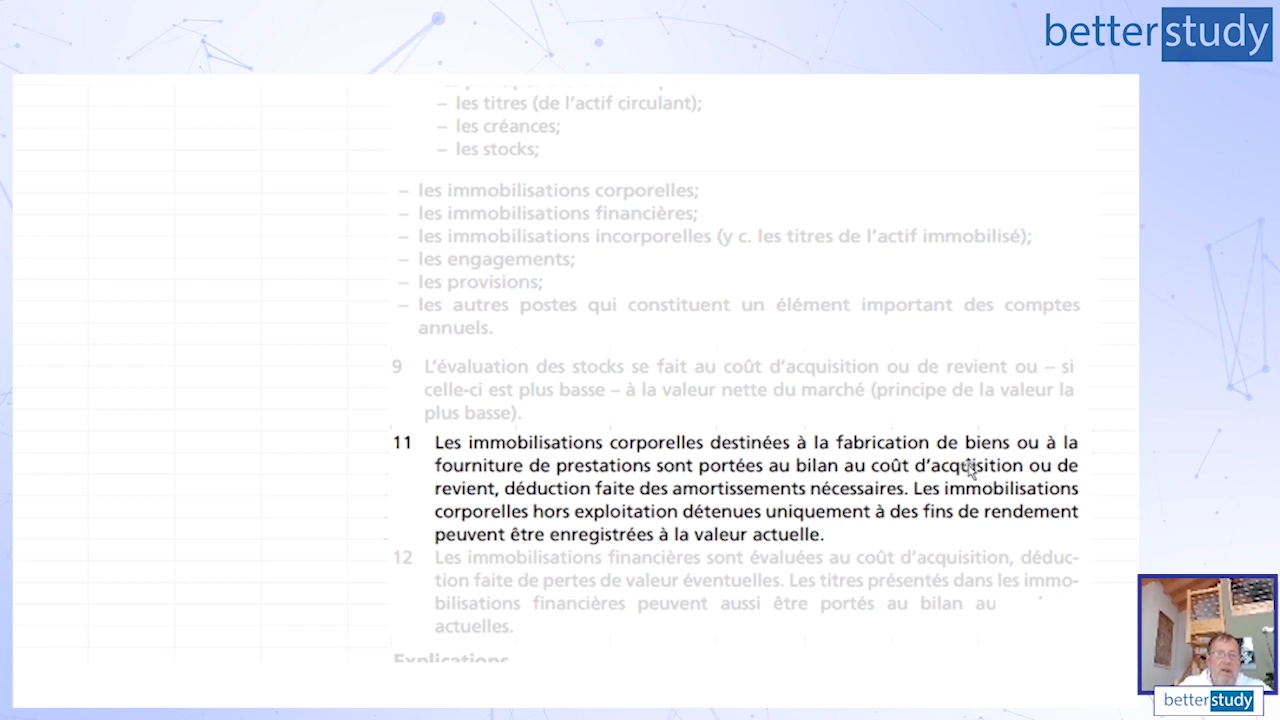 betterstudy
– les titres (de l’actif circulant);
– les créances;
– les stocks;
– les immobilisations corporelles;
– les immobilisations financières;
– les immobilisations incorporelles (y c. les titres de l’actif immobilisé);
– les engagements;
– les provisions;
– les autres postes qui constituent un élément important des comptes
annuels.
9 L’évaluation des stocks se fait au coût d’acquisition ou de revient ou – si
celle-ci est plus basse – à la valeur nette du marché (principe de la valeur la
plus basse).
11 Les immobilisations corporelles destinées à la fabrication de biens ou à la
fourniture de prestations sont portées au bilan au coût d’acquisition ou de
revient, déduction faite des amortissements nécessaires. Les immobilisations
corporelles hors exploitation détenues uniquement à des fins de rendement
peuvent être enregistrées à la valeur actuelle.
12 Les immobilisations financières sont évaluées au coût d’acquisition, déduc-
tion faite de pertes de valeur éventuelles. Les titres présentés dans les immo-
bilisations financières peuvent aussi être portés au bilan au
actuelles.
Explications
betterstudy